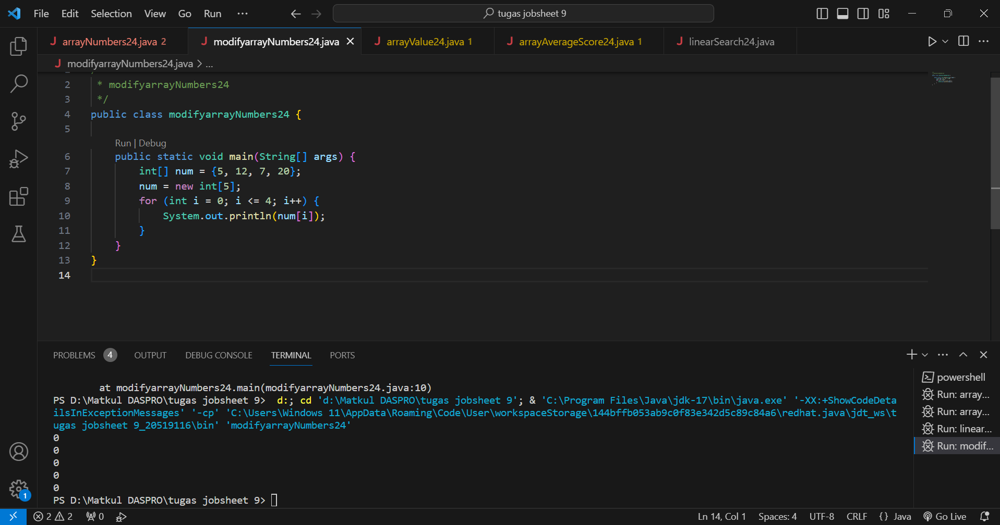 File Edit Selection View Go Run ··· tugas jobsheet 9
arrayNumbers24.java 2 modifyarrayNumbers24.java arrayValue24.java 1 arrayAverageScore24.java 1 linearSearch24.java
modifyarrayNumbers24.java > ...
2 * modifyarrayNumbers24
3 */
4 public class modifyarrayNumbers24 {
5
Run | Debug
6 public static void main(String[] args) {
7 int[] num = {5, 12, 7, 20};
8 num = new int[5];
9 for (int i = 0; i <= 4; i++) {
10 System.out.println(num[i]);
11 }
12 }
13 }
14
PROBLEMS 4 OUTPUT DEBUG CONSOLE TERMINAL PORTS
at modifyarrayNumbers24.main(modifyarrayNumbers24.java:10)
PS D:\Matkul DASPRO\tugas jobsheet 9>  d:; cd 'd:\Matkul DASPRO\tugas jobsheet 9'; & 'C:\Program Files\Java\jdk-17\bin\java.exe' '-XX:+ShowCodeDeta
ilsInExceptionMessages' '-cp' 'C:\Users\Windows 11\AppData\Roaming\Code\User\workspaceStorage\144bffb053ab9c0f83e342d5c89c84a6\redhat.java\jdt_ws\t
ugas jobsheet 9_20519116\bin' 'modifyarrayNumbers24'
0
0
0
0
0
PS D:\Matkul DASPRO\tugas jobsheet 9>
powershell
Run: array...
Run: array...
Run: linear...
Run: modif...
1
2 2 0 Ln 14, Col 1 Spaces: 4 UTF-8 CRLF {} Java Go Live